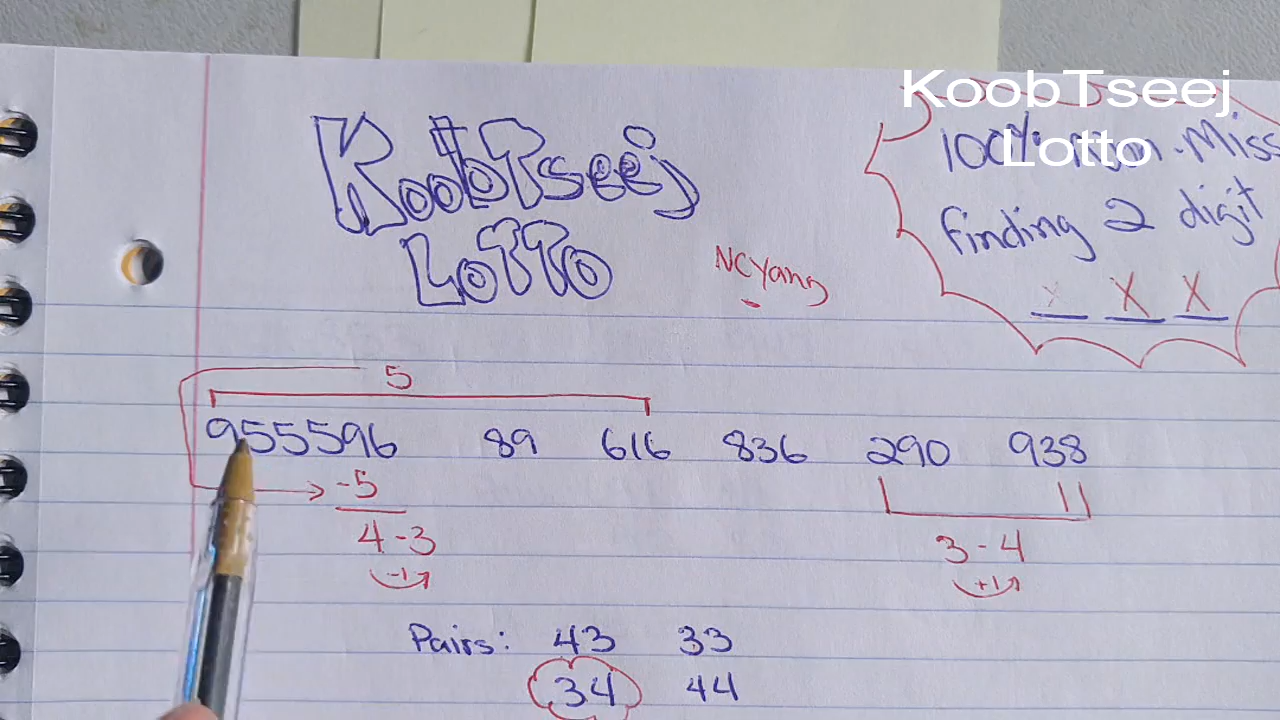 KoobTseej
Lotto
KoobTseej
LoTTo
NCYang
100% Miss
finding 2 digit
x X X
5
955596 89 616 836 290 938
-5
4-3
-1
3-4
+1
Pairs: 43 33
34 44